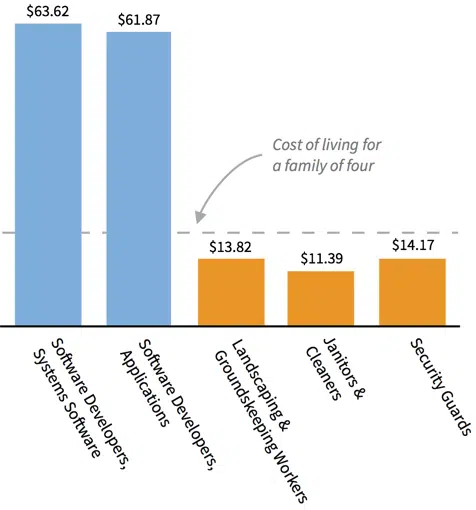 $63.62
$61.87
Cost of living for
a family of four
$13.82
$11.39
$14.17
Software Developers,
Systems Software
Software Developers,
Applications
Landscaping &
Groundskeeping Workers
Janitors &
Cleaners
Security Guards